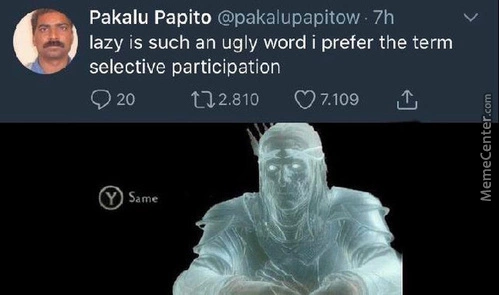 Pakalu Papito @pakalupapitow · 7h
lazy is such an ugly word i prefer the term
selective participation
20 2.810 7.109
Y Same
MemeCenter.com